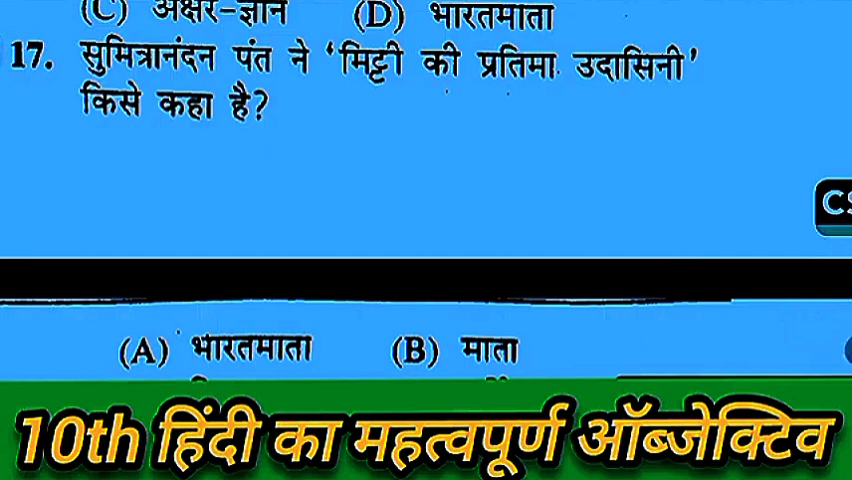 (C) अक्षर-ज्ञान (D) भारतमाता
17. सुमित्रानंदन पंत ने 'मिट्टी की प्रतिमा उदासिनी'
किसे कहा है?
(A) भारतमाता (B) माता
10th हिंदी का महत्वपूर्ण ऑब्जेक्टिव